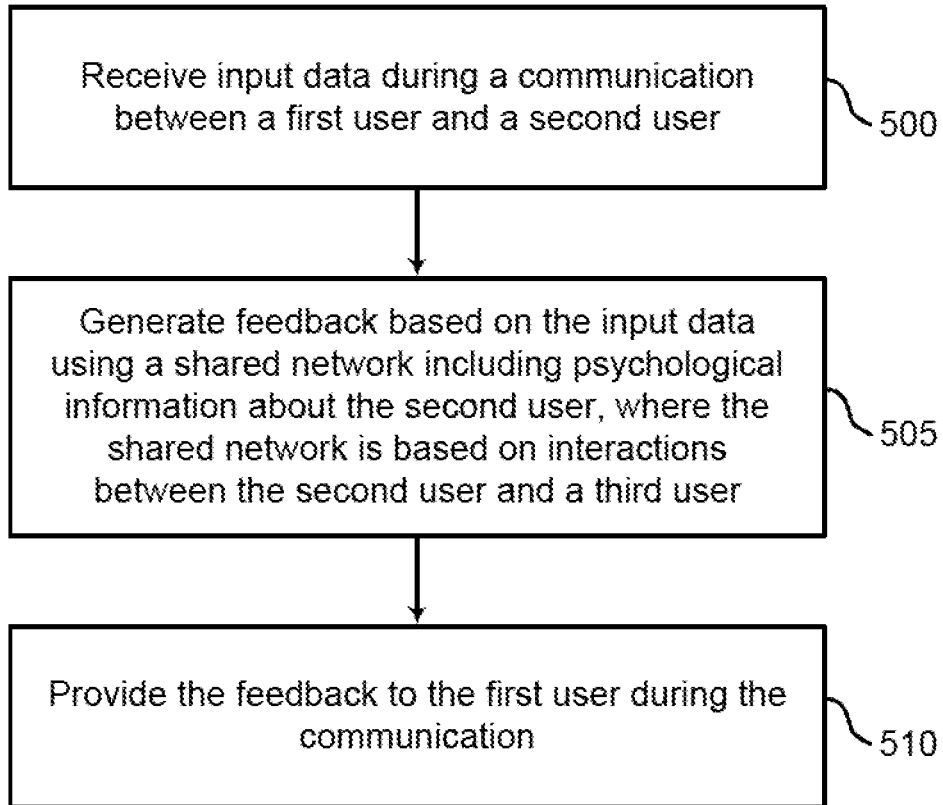 Receive input data during a communication
between a first user and a second user
500
Generate feedback based on the input data
using a shared network including psychological
information about the second user, where the
shared network is based on interactions
between the second user and a third user
505
Provide the feedback to the first user during the
communication
510